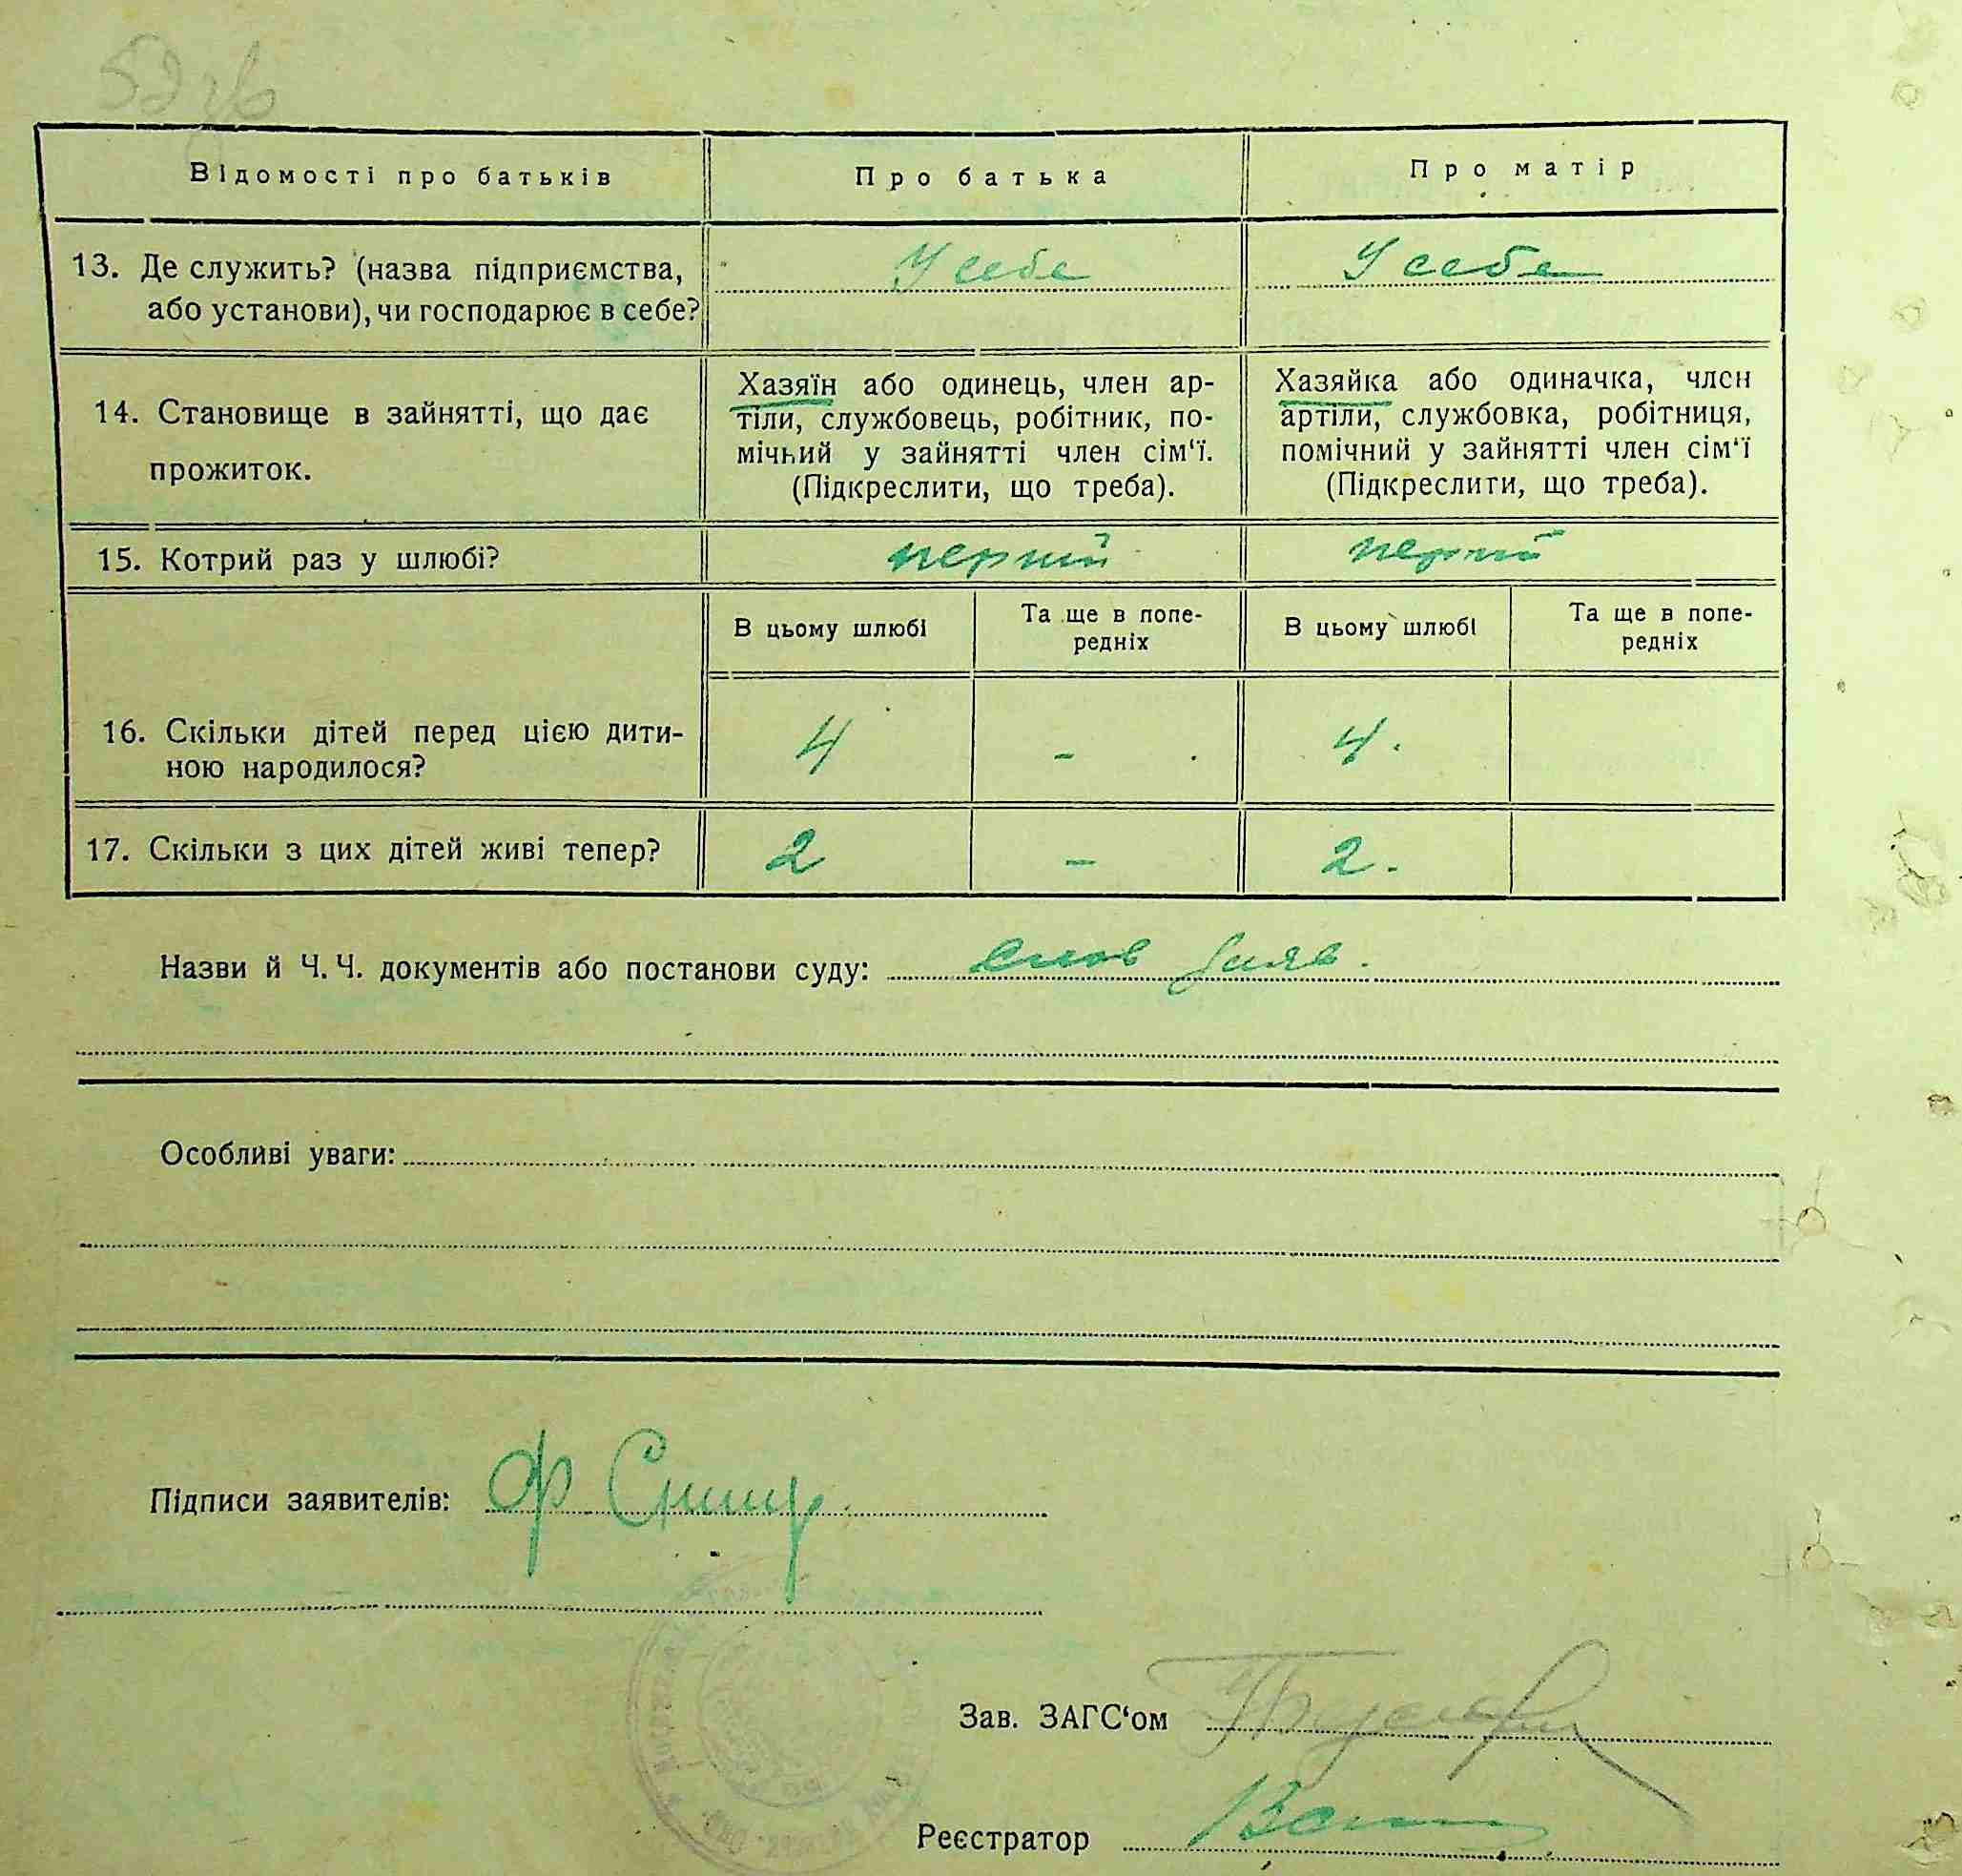 52 зв
Відомості про батьків
Про батька
Про матір
13. Де служить? (назва підприємства,
або установи), чи господарює в себе?
У себе
У себе
14. Становище в зайнятті, що дає
прожиток.
Хазяїн або одинець, член ар-
тіли, службовець, робітник, по-
мічний у зайнятті член сім‘ї.
(Підкреслити, що треба).
Хазяйка або одиначка, член
артіли, службовка, робітниця,
помічний у зайнятті член сім‘ї
(Підкреслити, що треба).
15. Котрий раз у шлюбі?
перший
перший
В цьому шлюбі
Та ще в попе-
редніх
В цьому шлюбі
Та ще в попе-
редніх
16. Скільки дітей перед цією дити-
ною народилося?
4
-
4.
17. Скільки з цих дітей живі тепер?
2
-
2.
Назви й Ч. Ч. документів або постанови суду: слов заяв.
Особливі уваги:
Підписи заявителів: Ф
Зав. ЗАГС‘ом
Реєстратор